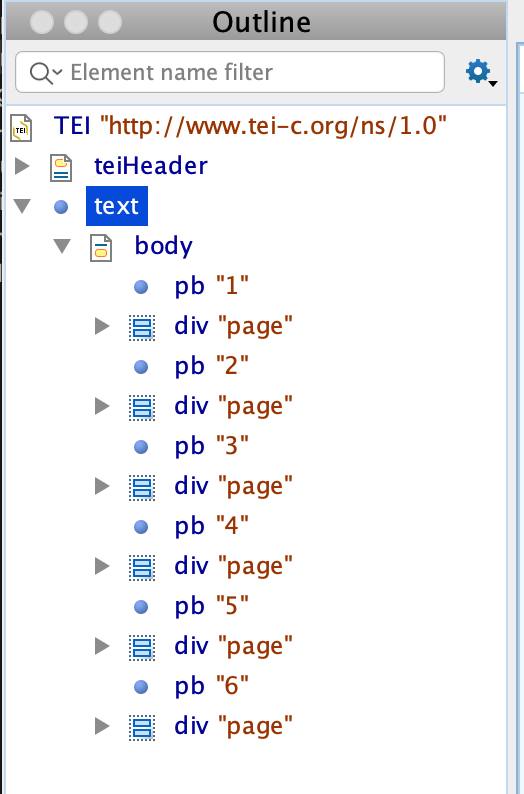 Outline
Element name filter
TEI "http://www.tei-c.org/ns/1.0"
teiHeader
text
body
pb "1"
div "page"
pb "2"
div "page"
pb "3"
div "page"
pb "4"
div "page"
pb "5"
div "page"
pb "6"
div "page"